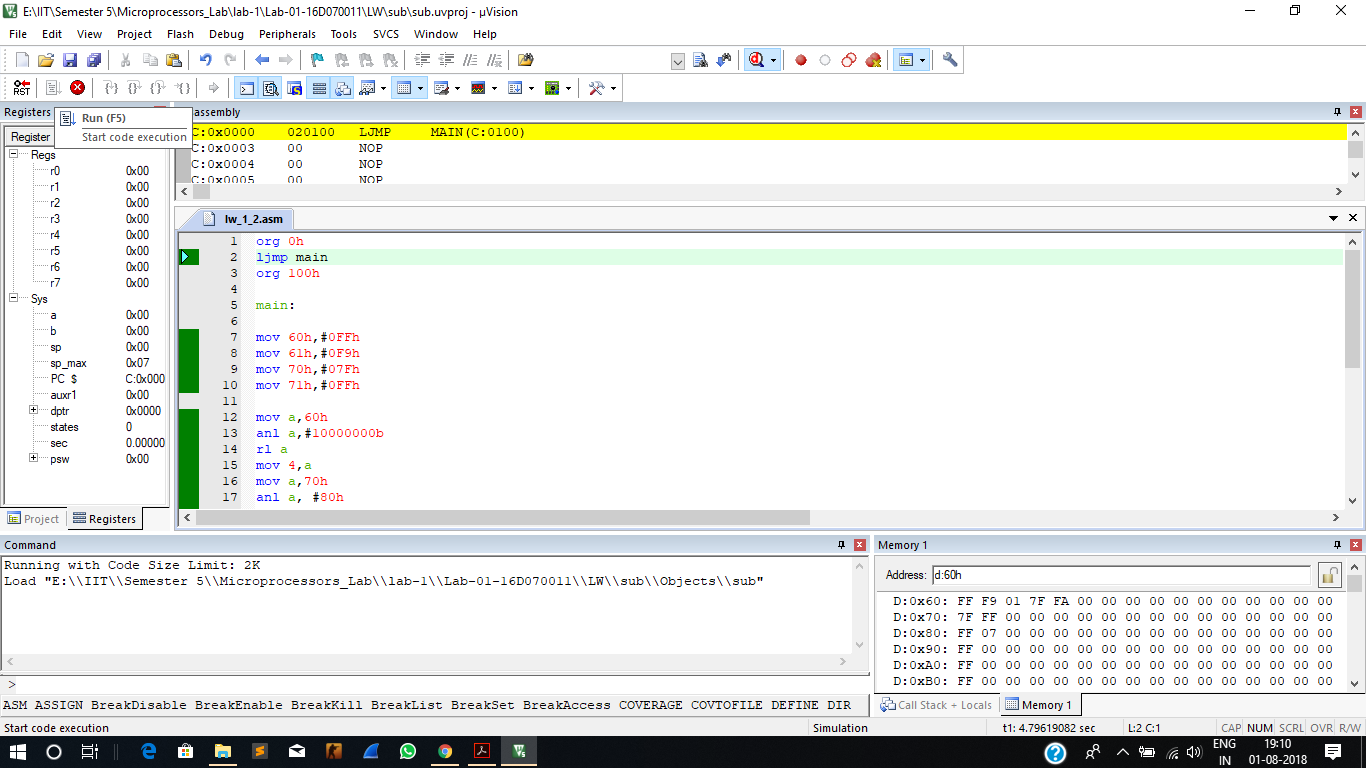 E:\IIT\Semester 5\Microprocessors_Lab\lab-1\Lab-01-16D070011\LW\sub\sub.uvproj - µVision
File Edit View Project Flash Debug Peripherals Tools SVCS Window Help
RST
Registers
Run (F5)
Start code execution
Register
Regs
r0 0x00
r1 0x00
r2 0x00
r3 0x00
r4 0x00
r5 0x00
r6 0x00
r7 0x00
Sys
a 0x00
b 0x00
sp 0x00
sp_max 0x07
PC $ C:0x000
auxr1 0x00
dptr 0x0000
states 0
sec 0.00000
psw 0x00
Project Registers
assembly
C:0x0000 020100 LJMP MAIN(C:0100)
C:0x0003 00 NOP
C:0x0004 00 NOP
C:0x0005 00 NOP
lw_1_2.asm
1 org 0h
2 ljmp main
3 org 100h
4
5 main:
6
7 mov 60h,#0FFh
8 mov 61h,#0F9h
9 mov 70h,#07Fh
10 mov 71h,#0FFh
11
12 mov a,60h
13 anl a,#10000000b
14 rl a
15 mov 4,a
16 mov a,70h
17 anl a, #80h
Command
Running with Code Size Limit: 2K
Load "E:\\IIT\\Semester 5\\Microprocessors_Lab\\lab-1\\Lab-01-16D070011\\LW\\sub\\Objects\\sub"
>
ASM ASSIGN BreakDisable BreakEnable BreakKill BreakList BreakSet BreakAccess COVERAGE COVTOFILE DEFINE DIR
Memory 1
Address: d:60h
D:0x60: FF F9 01 7F FA 00 00 00 00 00 00 00 00 00 00 00
D:0x70: 7F FF 00 00 00 00 00 00 00 00 00 00 00 00 00 00
D:0x80: FF 07 00 00 00 00 00 00 00 00 00 00 00 00 00 00
D:0x90: FF 00 00 00 00 00 00 00 00 00 00 00 00 00 00 00
D:0xA0: FF 00 00 00 00 00 00 00 00 00 00 00 00 00 00 00
D:0xB0: FF 00 00 00 00 00 00 00 00 00 00 00 00 00 00 00
Call Stack + Locals Memory 1
Start code execution Simulation t1: 4.79619082 sec L:2 C:1 CAP NUM SCRL OVR R/W
ENG
IN
19:10
01-08-2018